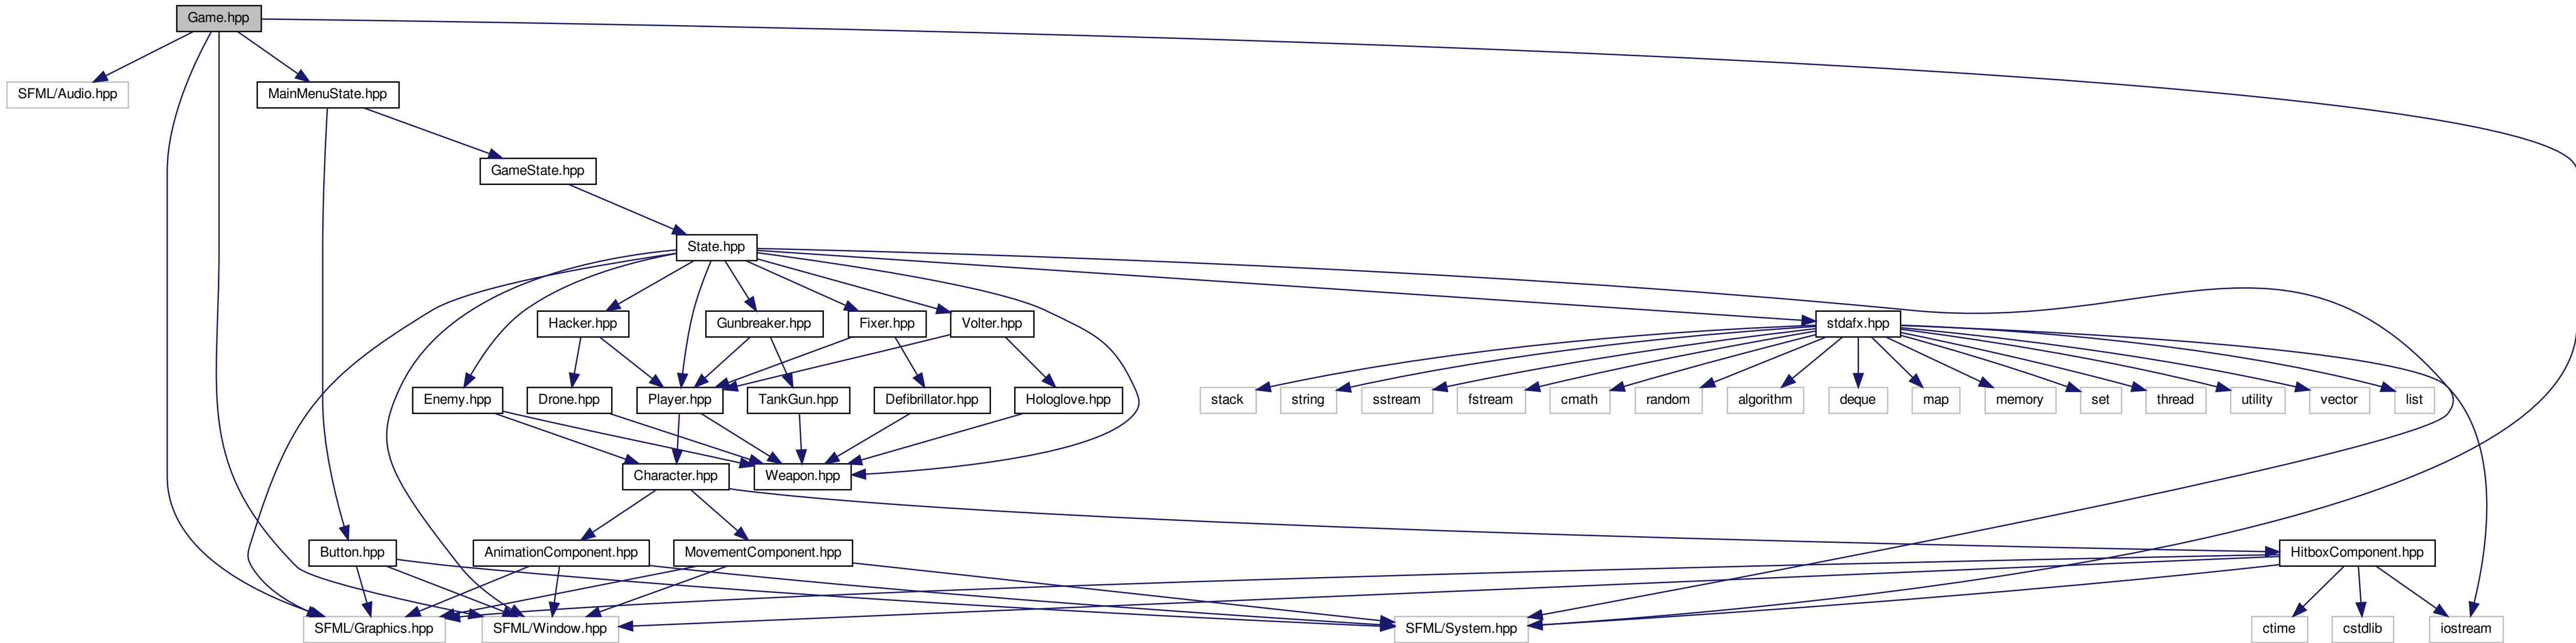 Game.hpp
SFML/Audio.hpp
MainMenuState.hpp
GameState.hpp
State.hpp
Hacker.hpp
Gunbreaker.hpp
Fixer.hpp
Volter.hpp
stdafx.hpp
Enemy.hpp
Drone.hpp
Player.hpp
TankGun.hpp
Defibrillator.hpp
Hologlove.hpp
stack
string
sstream
fstream
cmath
random
algorithm
deque
map
memory
set
thread
utility
vector
list
Character.hpp
Weapon.hpp
Button.hpp
AnimationComponent.hpp
MovementComponent.hpp
HitboxComponent.hpp
SFML/Graphics.hpp
SFML/Window.hpp
SFML/System.hpp
ctime
cstdlib
iostream